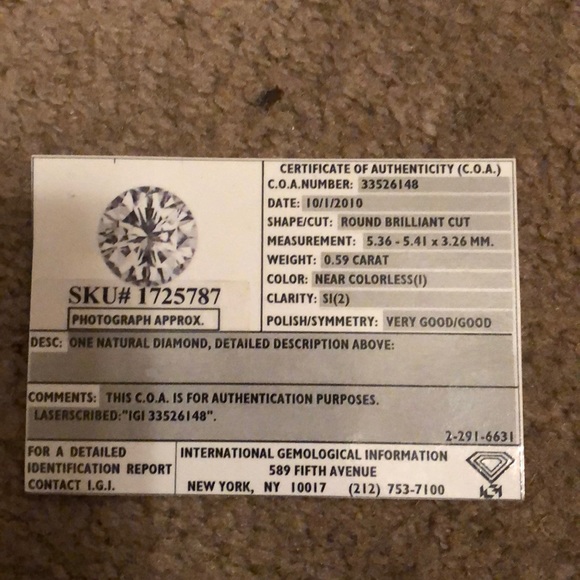 CERTIFICATE OF AUTHENTICITY (C.O.A.)
C.O.A.NUMBER: 33526148
DATE: 10/1/2010
SHAPE/CUT: ROUND BRILLIANT CUT
MEASUREMENT: 5.36 - 5.41 x 3.26 MM.
WEIGHT: 0.59 CARAT
COLOR: NEAR COLORLESS(I)
CLARITY: SI(2)
POLISH/SYMMETRY: VERY GOOD/GOOD
SKU# 1725787
PHOTOGRAPH APPROX.
DESC: ONE NATURAL DIAMOND, DETAILED DESCRIPTION ABOVE:
COMMENTS: THIS C.O.A. IS FOR AUTHENTICATION PURPOSES.
LASERSCRIBED:"IGI 33526148".
2-291-6631
FOR A DETAILED
IDENTIFICATION REPORT
CONTACT I.G.I.
INTERNATIONAL GEMOLOGICAL INFORMATION
589 FIFTH AVENUE
NEW YORK, NY 10017 (212) 753-7100
IGI